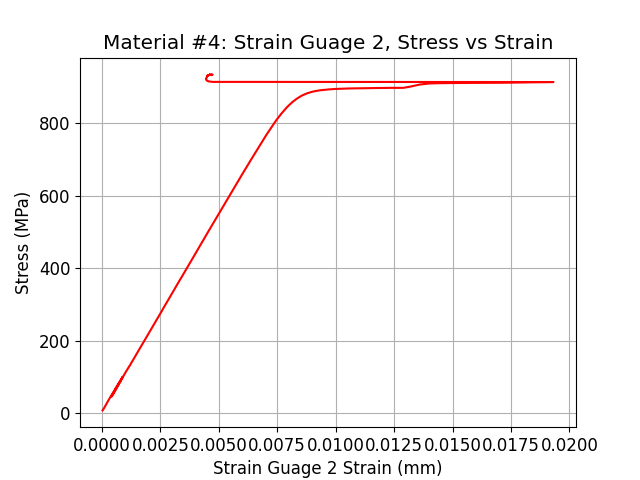 Material #4: Strain Guage 2, Stress vs Strain
Stress (MPa)
800
600
400
200
0
0.0000 0.0025 0.0050 0.0075 0.0100 0.0125 0.0150 0.0175 0.0200
Strain Guage 2 Strain (mm)